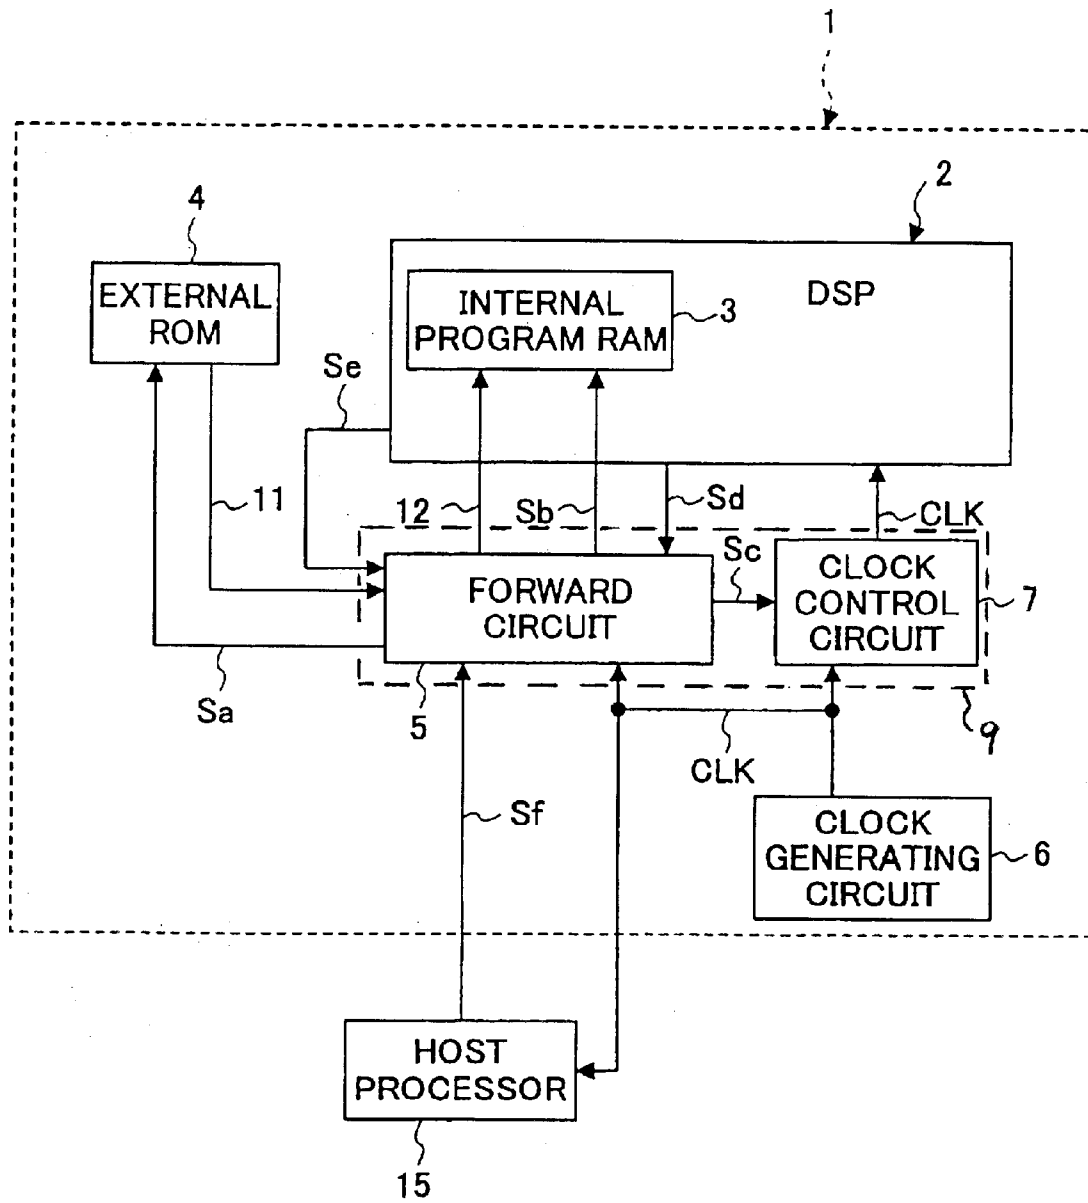 1
2
4
EXTERNAL
ROM
INTERNAL
PROGRAM RAM
3
DSP
Se
11
12
Sb
Sd
CLK
Sc
FORWARD
CIRCUIT
CLOCK
CONTROL
CIRCUIT
7
Sa
5
9
CLK
Sf
CLOCK
GENERATING
CIRCUIT
6
HOST
PROCESSOR
15